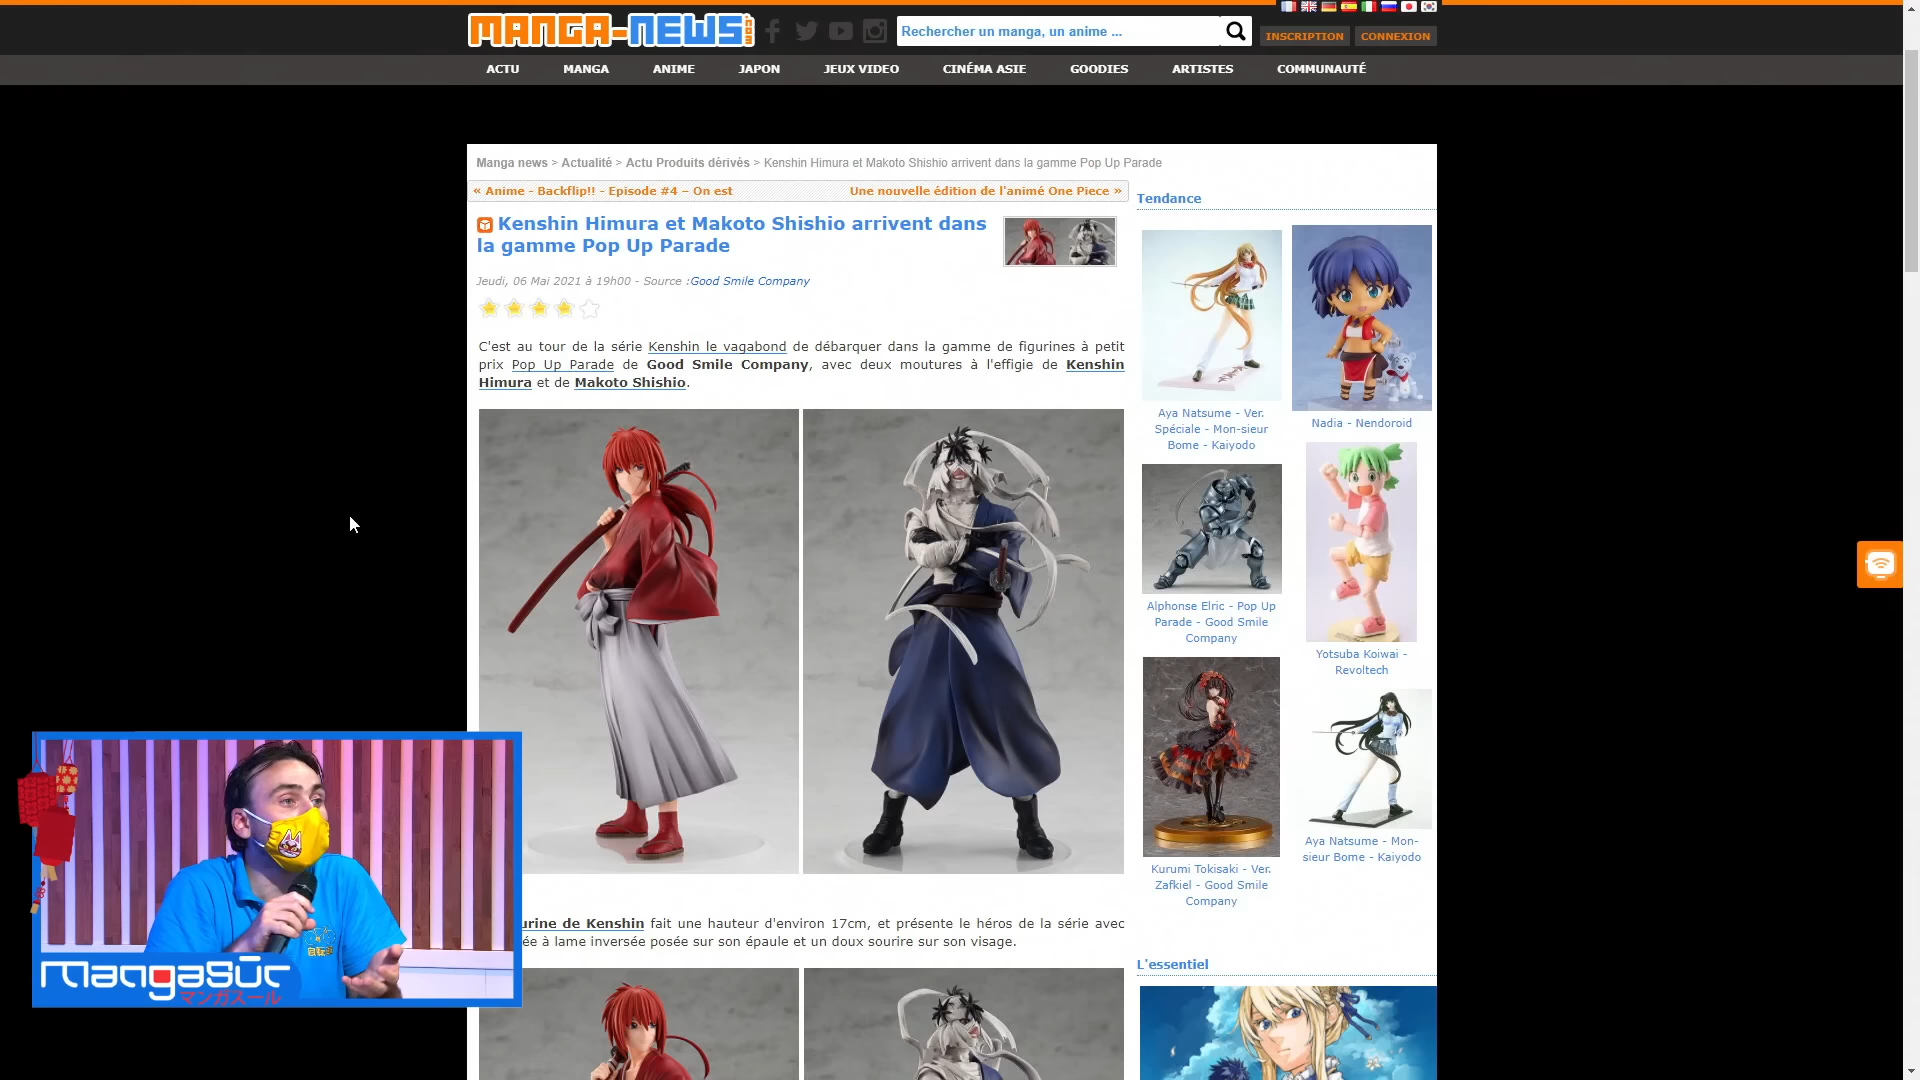 MANGA-NEWS.com
Rechercher un manga, un anime ...
INSCRIPTION
CONNEXION
ACTU
MANGA
ANIME
JAPON
JEUX VIDEO
CINÉMA ASIE
GOODIES
ARTISTES
COMMUNAUTÉ
Manga news > Actualité > Actu Produits dérivés > Kenshin Himura et Makoto Shishio arrivent dans la gamme Pop Up Parade
« Anime - Backflip!! - Episode #4 – On est
Une nouvelle édition de l'animé One Piece »
Kenshin Himura et Makoto Shishio arrivent dans
la gamme Pop Up Parade
Jeudi, 06 Mai 2021 à 19h00 - Source :Good Smile Company
C'est au tour de la série Kenshin le vagabond de débarquer dans la gamme de figurines à petit
prix Pop Up Parade de Good Smile Company, avec deux moutures à l'effigie de Kenshin
Himura et de Makoto Shishio.
urine de Kenshin fait une hauteur d'environ 17cm, et présente le héros de la série avec
ée à lame inversée posée sur son épaule et un doux sourire sur son visage.
Tendance
Aya Natsume - Ver.
Spéciale - Mon-sieur
Bome - Kaiyodo
Nadia - Nendoroid
Alphonse Elric - Pop Up
Parade - Good Smile
Company
Yotsuba Koiwai -
Revoltech
Kurumi Tokisaki - Ver.
Zafkiel - Good Smile
Company
Aya Natsume - Mon-
sieur Bome - Kaiyodo
L'essentiel
mangasūr
マンガスール